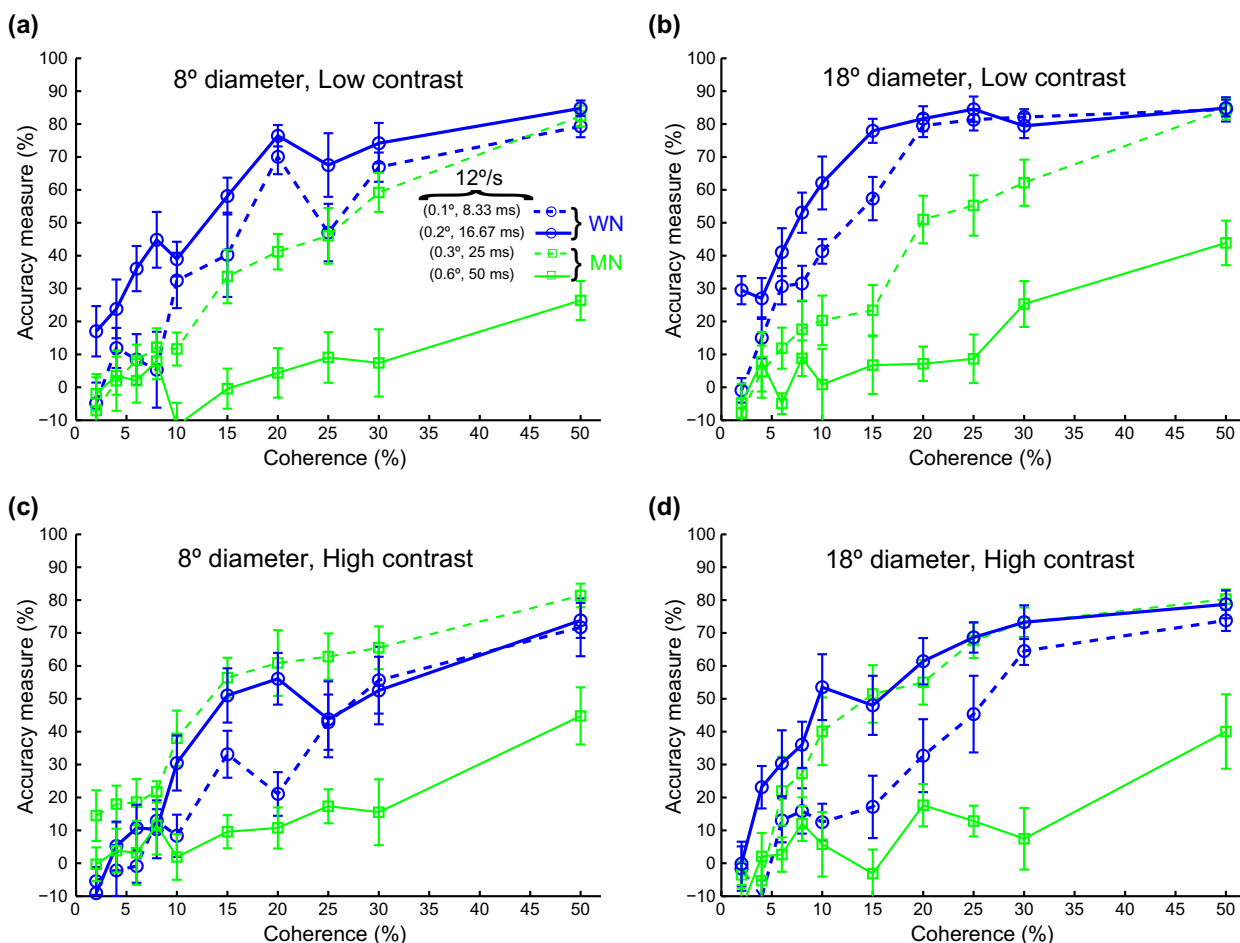 (a)
8º diameter, Low contrast
Accuracy measure (%)
100
90
80
70
60
50
40
30
20
10
0
−10
0 5 10 15 20 25 30 35 40 45 50
Coherence (%)
12º/s
(0.1º, 8.33 ms)
(0.2º, 16.67 ms)
WN
(0.3º, 25 ms)
(0.6º, 50 ms)
MN
(b)
18º diameter, Low contrast
Accuracy measure (%)
100
90
80
70
60
50
40
30
20
10
0
−10
0 5 10 15 20 25 30 35 40 45 50
Coherence (%)
(c)
8º diameter, High contrast
Accuracy measure (%)
100
90
80
70
60
50
40
30
20
10
0
−10
0 5 10 15 20 25 30 35 40 45 50
Coherence (%)
(d)
18º diameter, High contrast
Accuracy measure (%)
100
90
80
70
60
50
40
30
20
10
0
−10
0 5 10 15 20 25 30 35 40 45 50
Coherence (%)